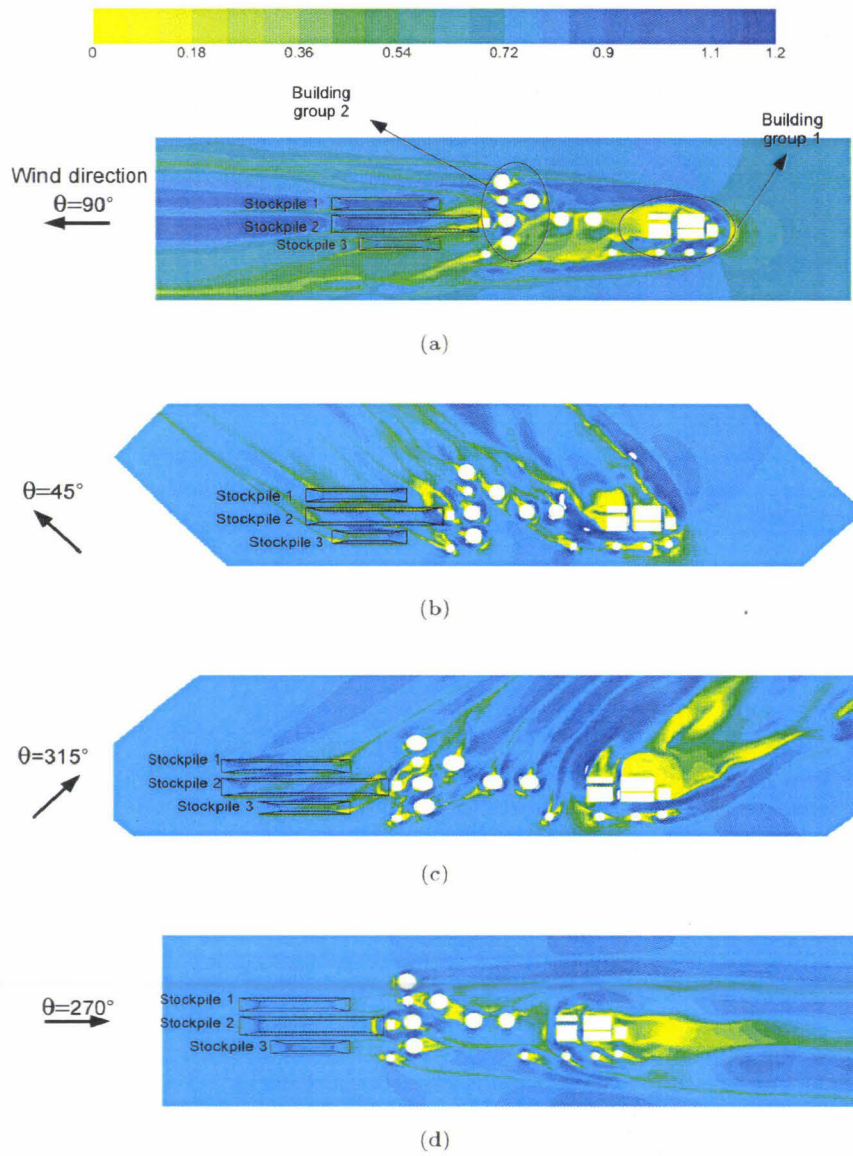 0 0.18 0.36 0.54 0.72 0.9 1.1 1.2
Building
group 2
Building
group 1
Wind direction
θ=90°
Stockpile 1
Stockpile 2
Stockpile 3
(a)
θ=45°
Stockpile 1
Stockpile 2
Stockpile 3
(b)
θ=315°
Stockpile 1
Stockpile 2
Stockpile 3
(c)
θ=270°
Stockpile 1
Stockpile 2
Stockpile 3
(d)